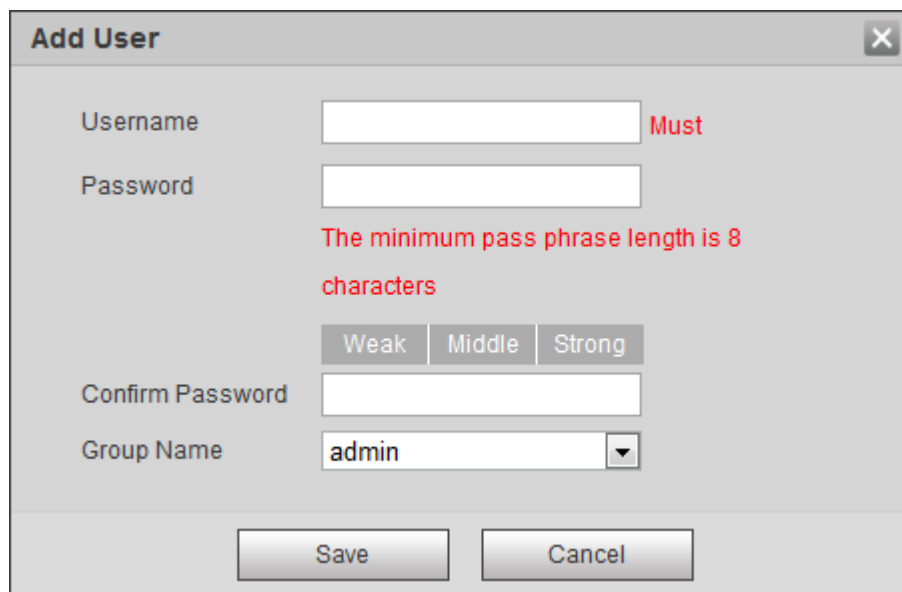 Add User
Username Must
Password
The minimum pass phrase length is 8
characters
Weak Middle Strong
Confirm Password
Group Name admin
Save Cancel